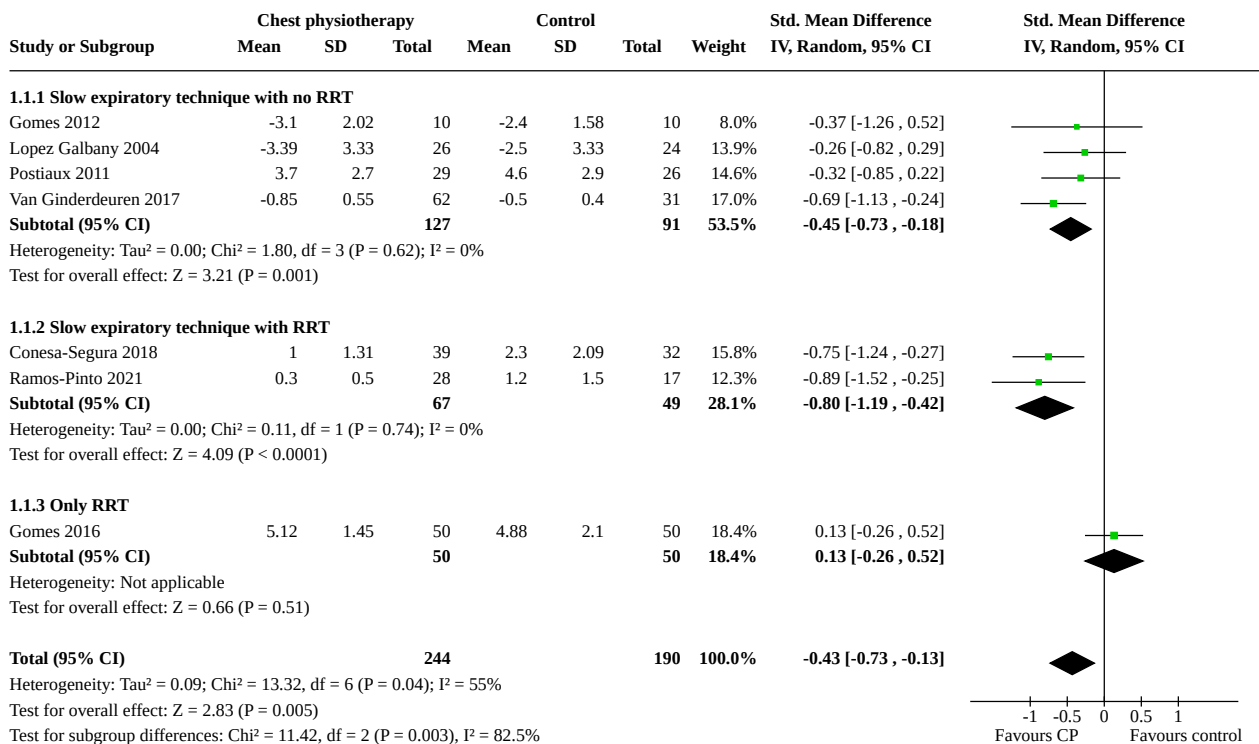 Chest physiotherapy Control Std. Mean Difference Std. Mean Difference
Study or Subgroup Mean SD Total Mean SD Total Weight IV, Random, 95% CI IV, Random, 95% CI
1.1.1 Slow expiratory technique with no RRT
Gomes 2012 -3.1 2.02 10 -2.4 1.58 10 8.0% -0.37 [-1.26 , 0.52]
Lopez Galbany 2004 -3.39 3.33 26 -2.5 3.33 24 13.9% -0.26 [-0.82 , 0.29]
Postiaux 2011 3.7 2.7 29 4.6 2.9 26 14.6% -0.32 [-0.85 , 0.22]
Van Ginderdeuren 2017 -0.85 0.55 62 -0.5 0.4 31 17.0% -0.69 [-1.13 , -0.24]
Subtotal (95% CI) 127 91 53.5% -0.45 [-0.73 , -0.18]
Heterogeneity: Tau² = 0.00; Chi² = 1.80, df = 3 (P = 0.62); I² = 0%
Test for overall effect: Z = 3.21 (P = 0.001)
1.1.2 Slow expiratory technique with RRT
Conesa-Segura 2018 1 1.31 39 2.3 2.09 32 15.8% -0.75 [-1.24 , -0.27]
Ramos-Pinto 2021 0.3 0.5 28 1.2 1.5 17 12.3% -0.89 [-1.52 , -0.25]
Subtotal (95% CI) 67 49 28.1% -0.80 [-1.19 , -0.42]
Heterogeneity: Tau² = 0.00; Chi² = 0.11, df = 1 (P = 0.74); I² = 0%
Test for overall effect: Z = 4.09 (P < 0.0001)
1.1.3 Only RRT
Gomes 2016 5.12 1.45 50 4.88 2.1 50 18.4% 0.13 [-0.26 , 0.52]
Subtotal (95% CI) 50 50 18.4% 0.13 [-0.26 , 0.52]
Heterogeneity: Not applicable
Test for overall effect: Z = 0.66 (P = 0.51)
Total (95% CI) 244 190 100.0% -0.43 [-0.73 , -0.13]
Heterogeneity: Tau² = 0.09; Chi² = 13.32, df = 6 (P = 0.04); I² = 55%
Test for overall effect: Z = 2.83 (P = 0.005) -1 -0.5 0 0.5 1
Test for subgroup differences: Chi² = 11.42, df = 2 (P = 0.003), I² = 82.5% Favours CP Favours control